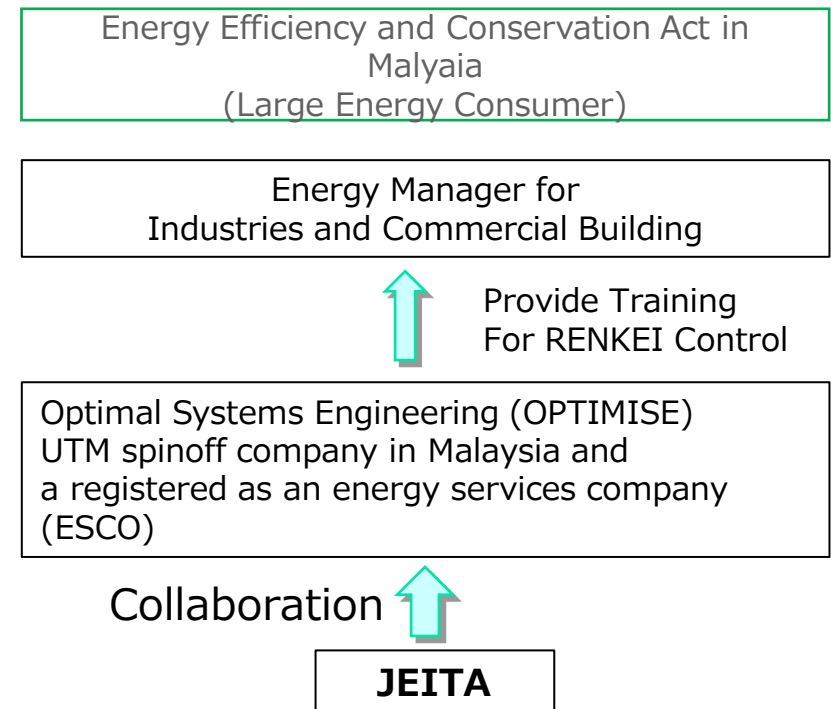 Energy Efficiency and Conservation Act in
Malyaia
(Large Energy Consumer)
Energy Manager for
Industries and Commercial Building
Provide Training
For RENKEI Control
Optimal Systems Engineering (OPTIMISE)
UTM spinoff company in Malaysia and
a registered as an energy services company
(ESCO)
Collaboration
JEITA